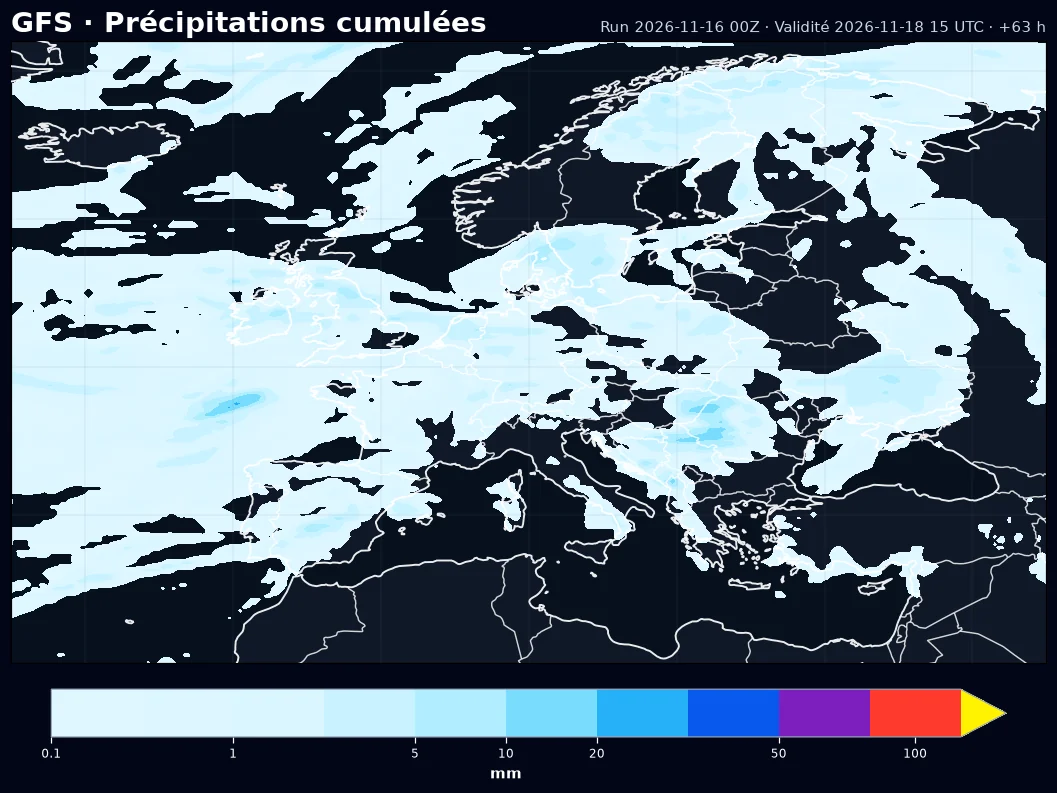 GFS · Précipitations cumulées
Run 2026-11-16 00Z · Validité 2026-11-18 15 UTC · +63 h
0.1 1 5 10 20 50 100
mm